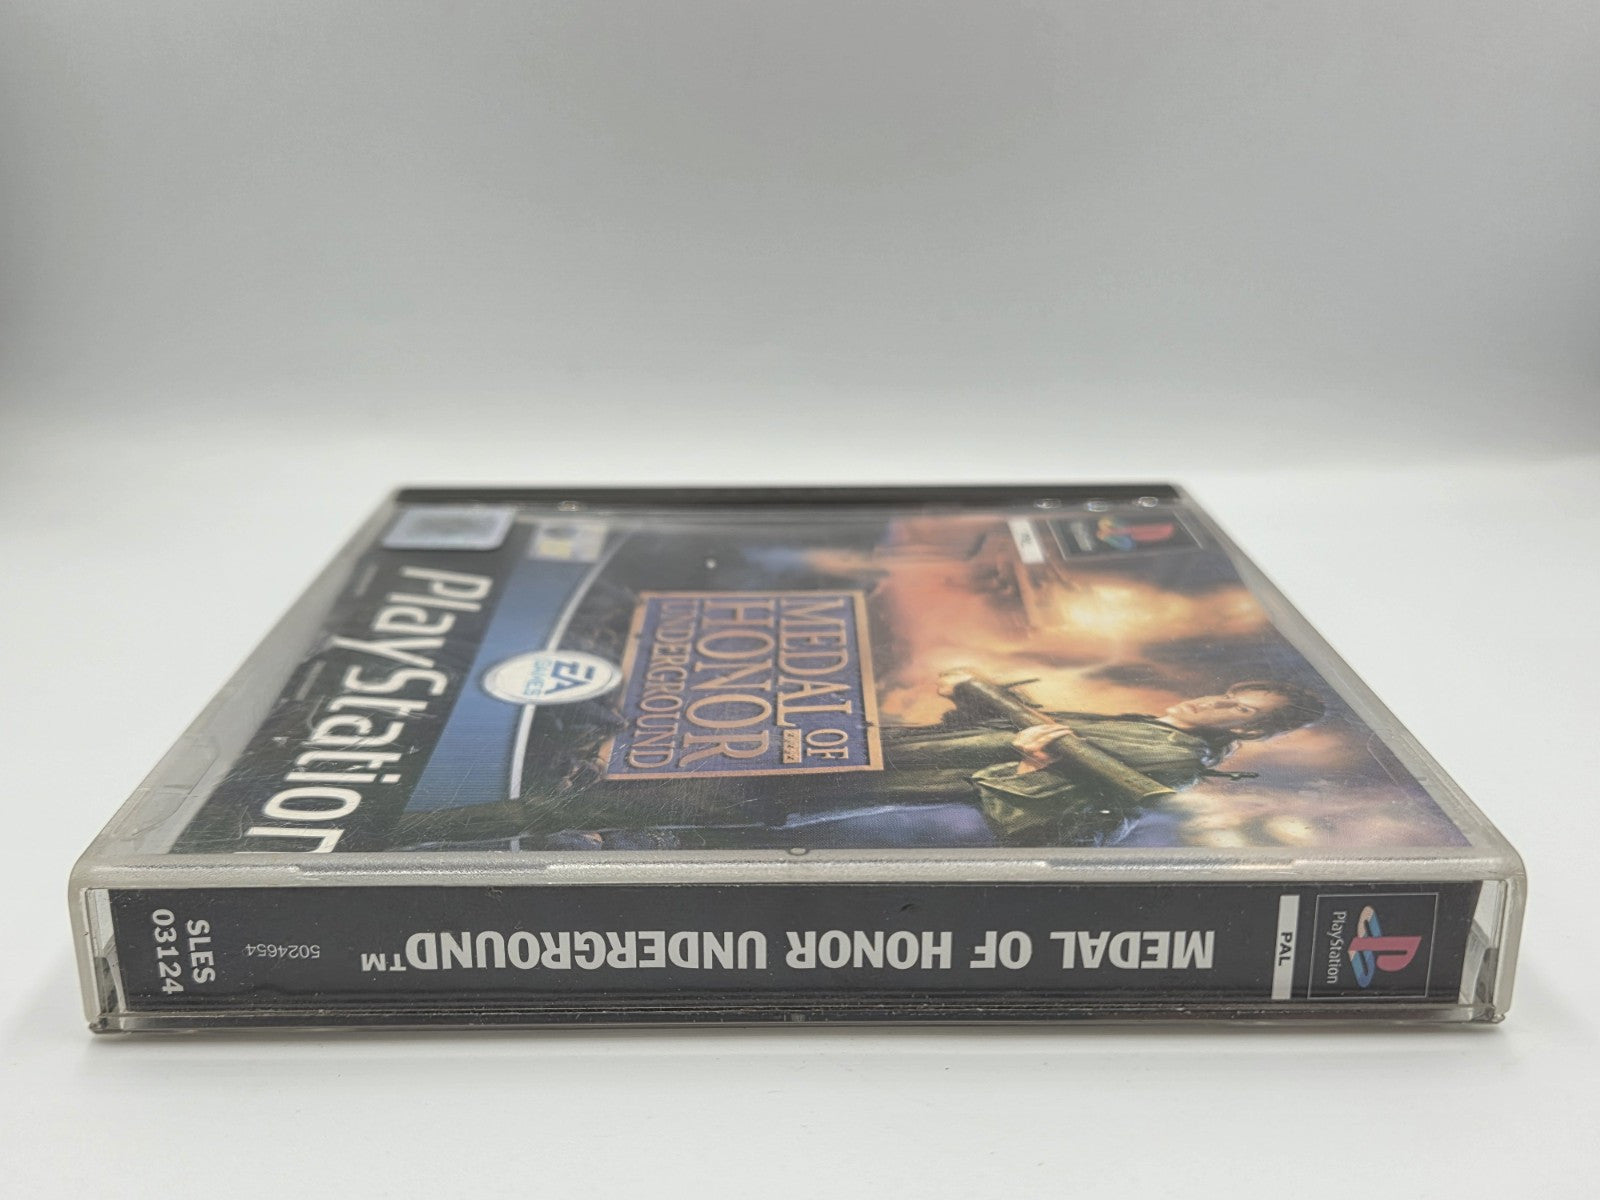 PlayStation
EA
GAMES
MEDAL OF
HONOR
UNDERGROUND
PAL
PlayStation
PAL
MEDAL OF HONOR UNDERGROUND™
5024654
SLES
03124